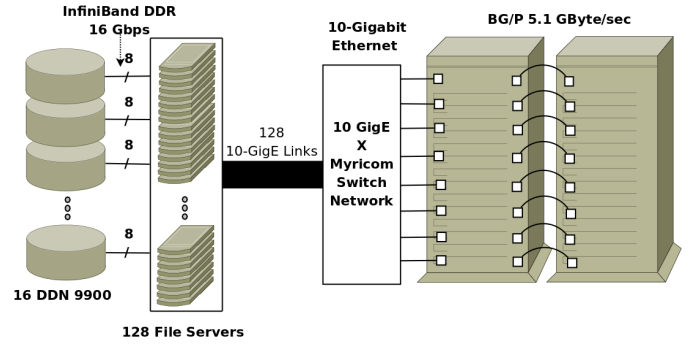 InfiniBand DDR
16 Gbps
8
8
8
8
16 DDN 9900
128 File Servers
128
10-GigE Links
10-Gigabit
Ethernet
10 GigE
X
Myricom
Switch
Network
BG/P 5.1 GByte/sec